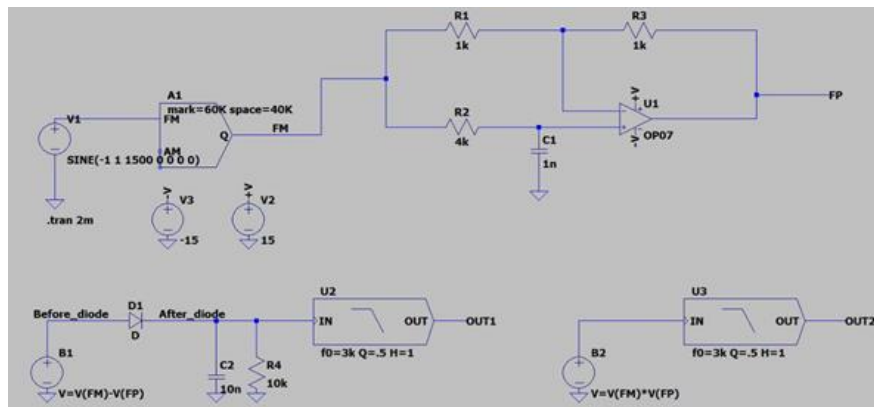 R1
1k
R3
1k
A1
mark=60K space=40K
FM
Q
AM
FM
V1
SINE(-1 1 1500 0 0 0 0)
.tran 2m
R2
4k
C1
1n
+V
U1
OP07
-V
FP
-V
V3
-15
+V
V2
15
Before_diode
D1
D
After_diode
U2
IN
OUT
OUT1
f0=3k Q=.5 H=1
B1
V=V(FM)-V(FP)
C2
10n
R4
10k
U3
IN
OUT
OUT2
f0=3k Q=.5 H=1
B2
V=V(FM)*V(FP)